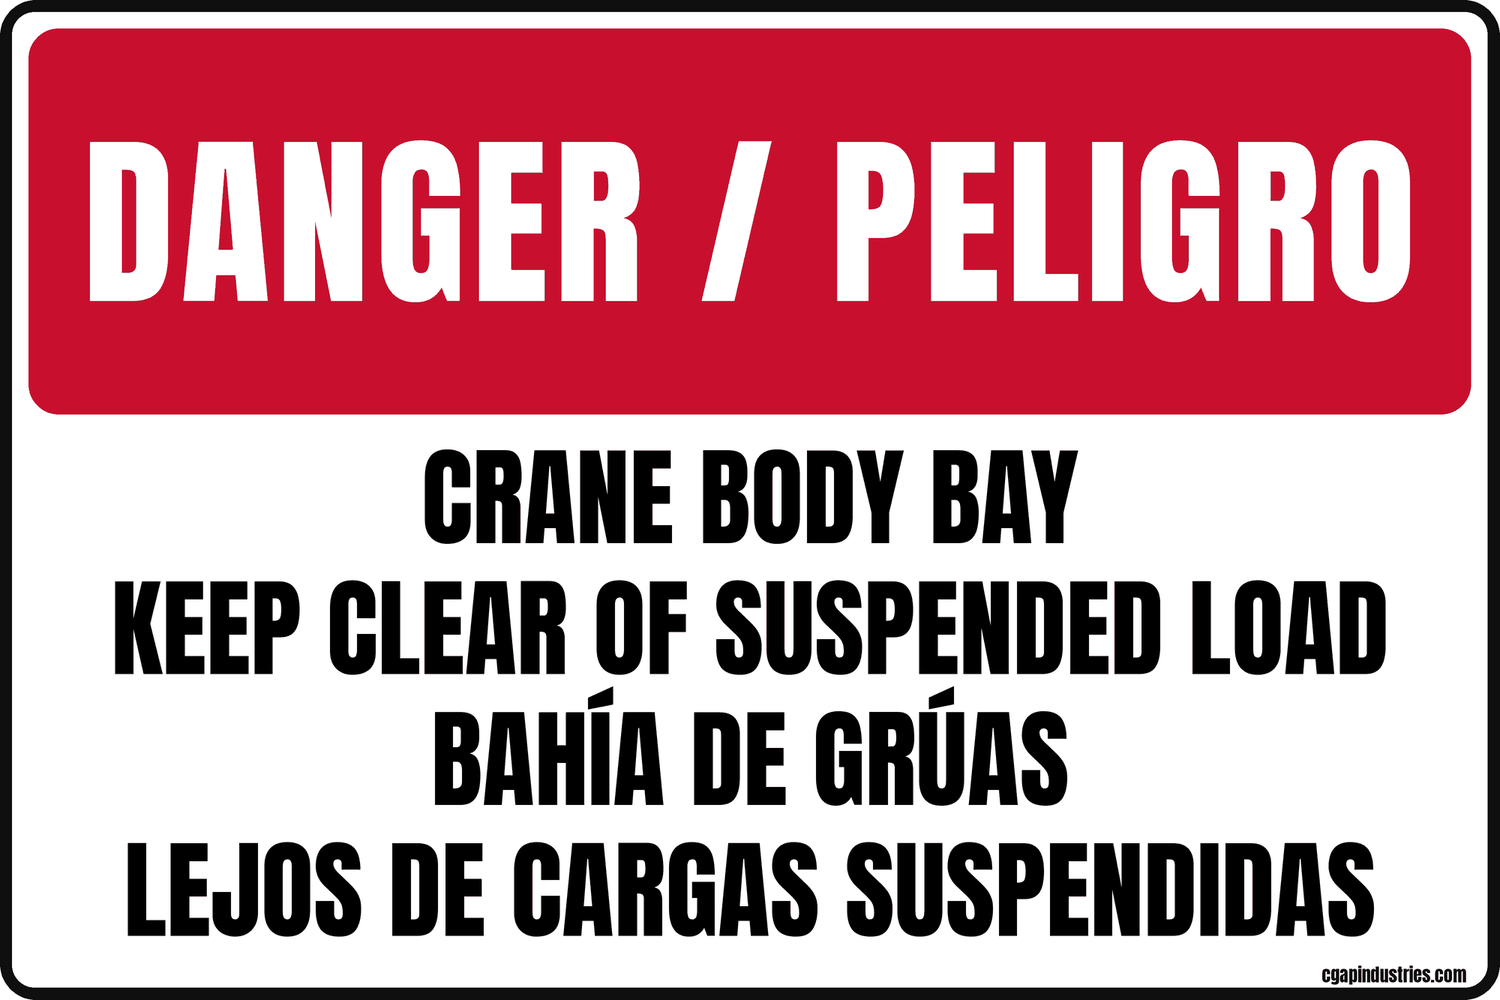 DANGER / PELIGRO
CRANE BODY BAY
KEEP CLEAR OF SUSPENDED LOAD
BAHÍA DE GRÚAS
LEJOS DE CARGAS SUSPENDIDAS
cgapindustries.com